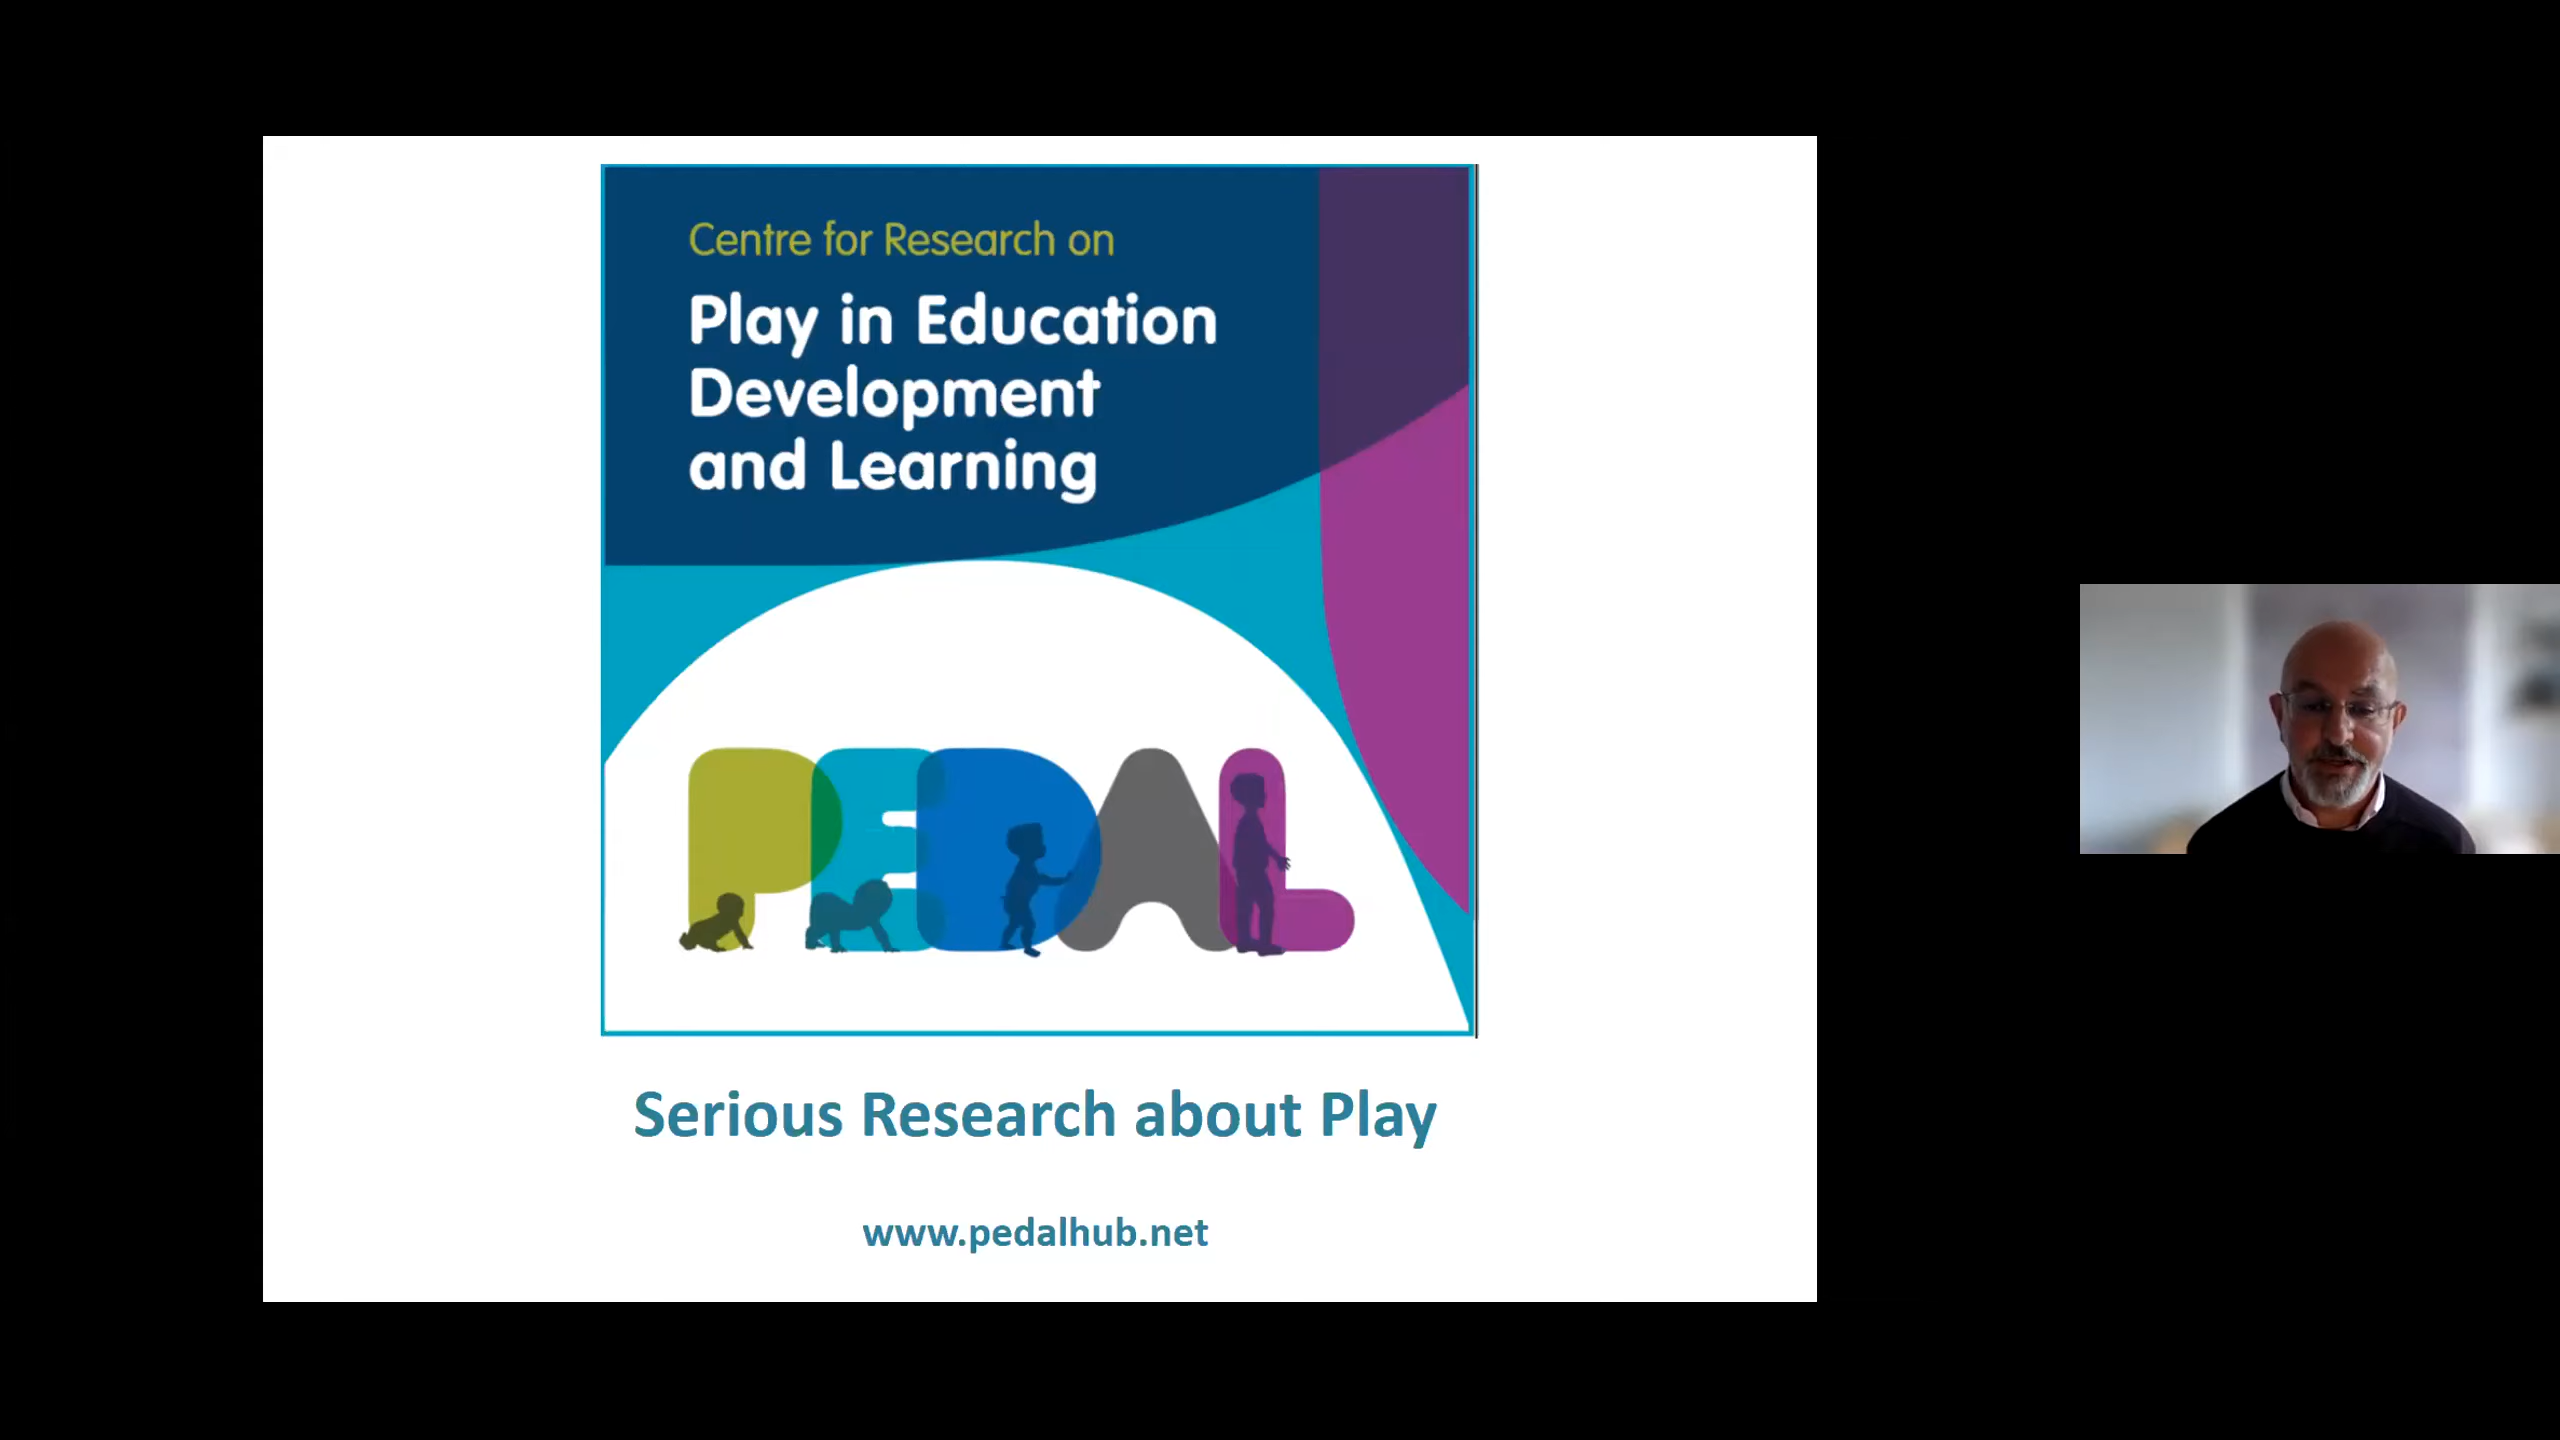 Centre for Research on
Play in Education
Development
and Learning
PEDAL
Serious Research about Play
www.pedalhub.net